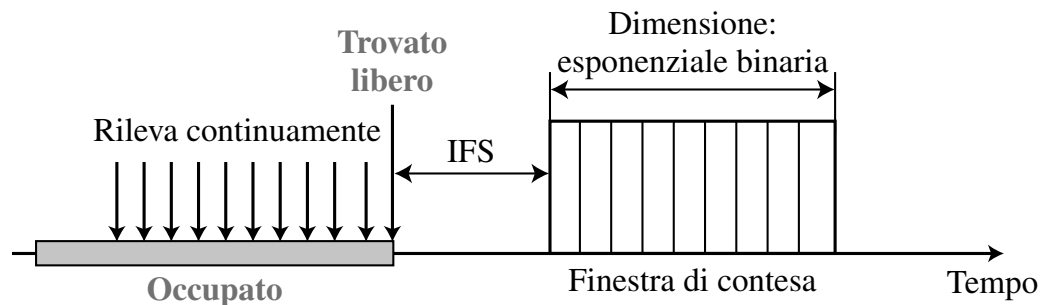 Dimensione:
esponenziale binaria
Trovato
libero
Rileva continuamente
IFS
Occupato
Finestra di contesa
Tempo